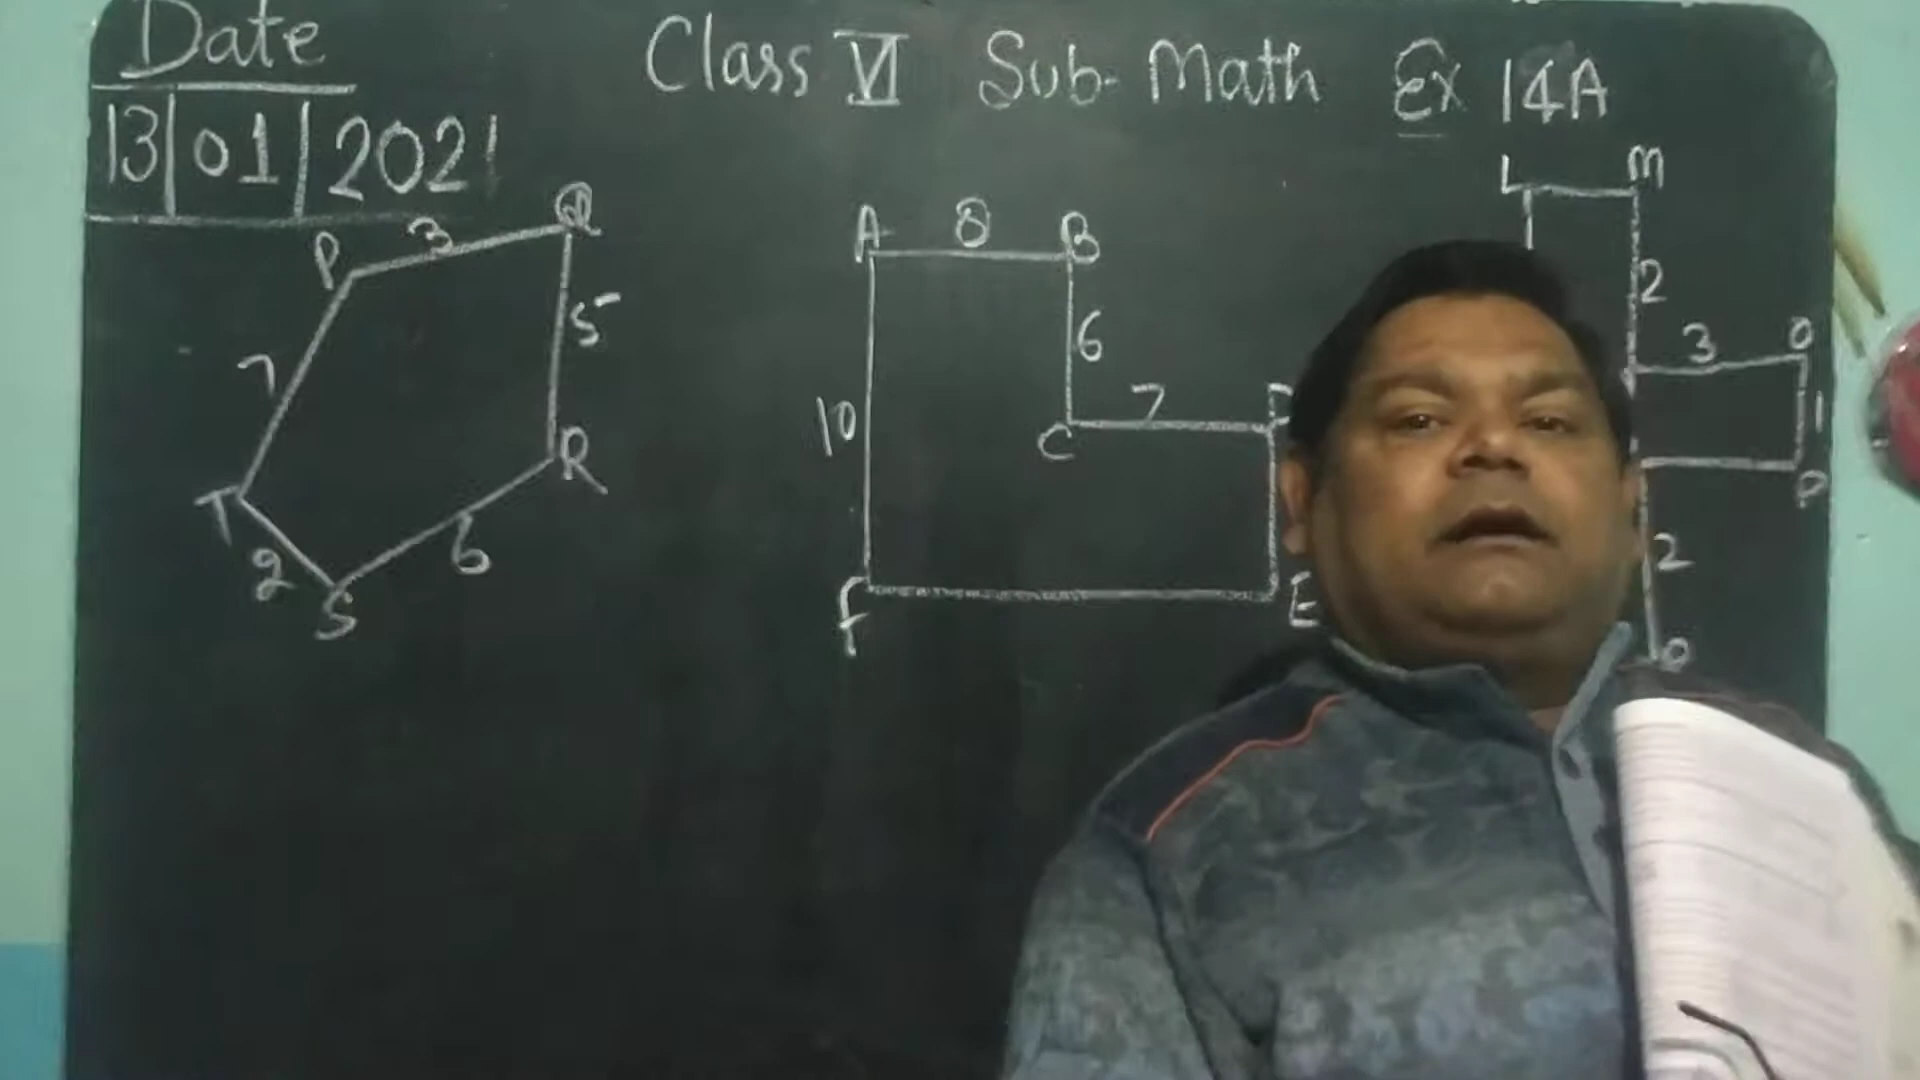 Date
Class VI Sub- Math Ex 14A
13|01|2021
P 3 Q
7 5
T R
2 6
S
A 8 B
6
10 7 D
C
F E
L M
2
3 O
1
P
2
Q